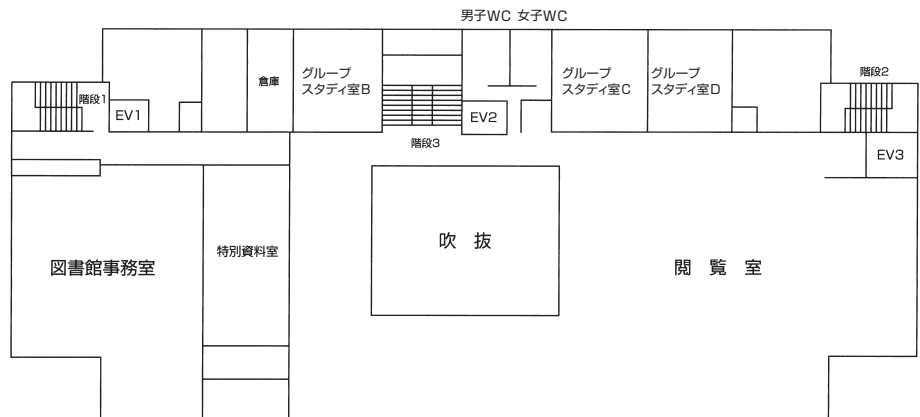 男子WC 女子WC
階段1
EV1
倉庫
グループ
スタディ室B
階段3
EV2
グループ
スタディ室C
グループ
スタディ室D
階段2
EV3
図書館事務室
特別資料室
吹 抜
閲 覧 室